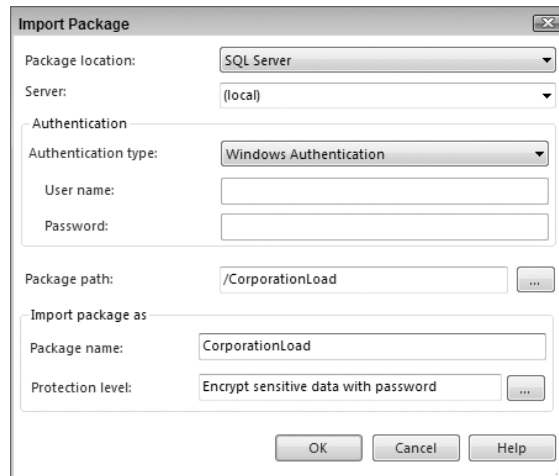 Import Package
Package location: SQL Server
Server: (local)
Authentication
Authentication type: Windows Authentication
User name:
Password:
Package path: /CorporationLoad ...
Import package as
Package name: CorporationLoad
Protection level: Encrypt sensitive data with password ...
OK Cancel Help